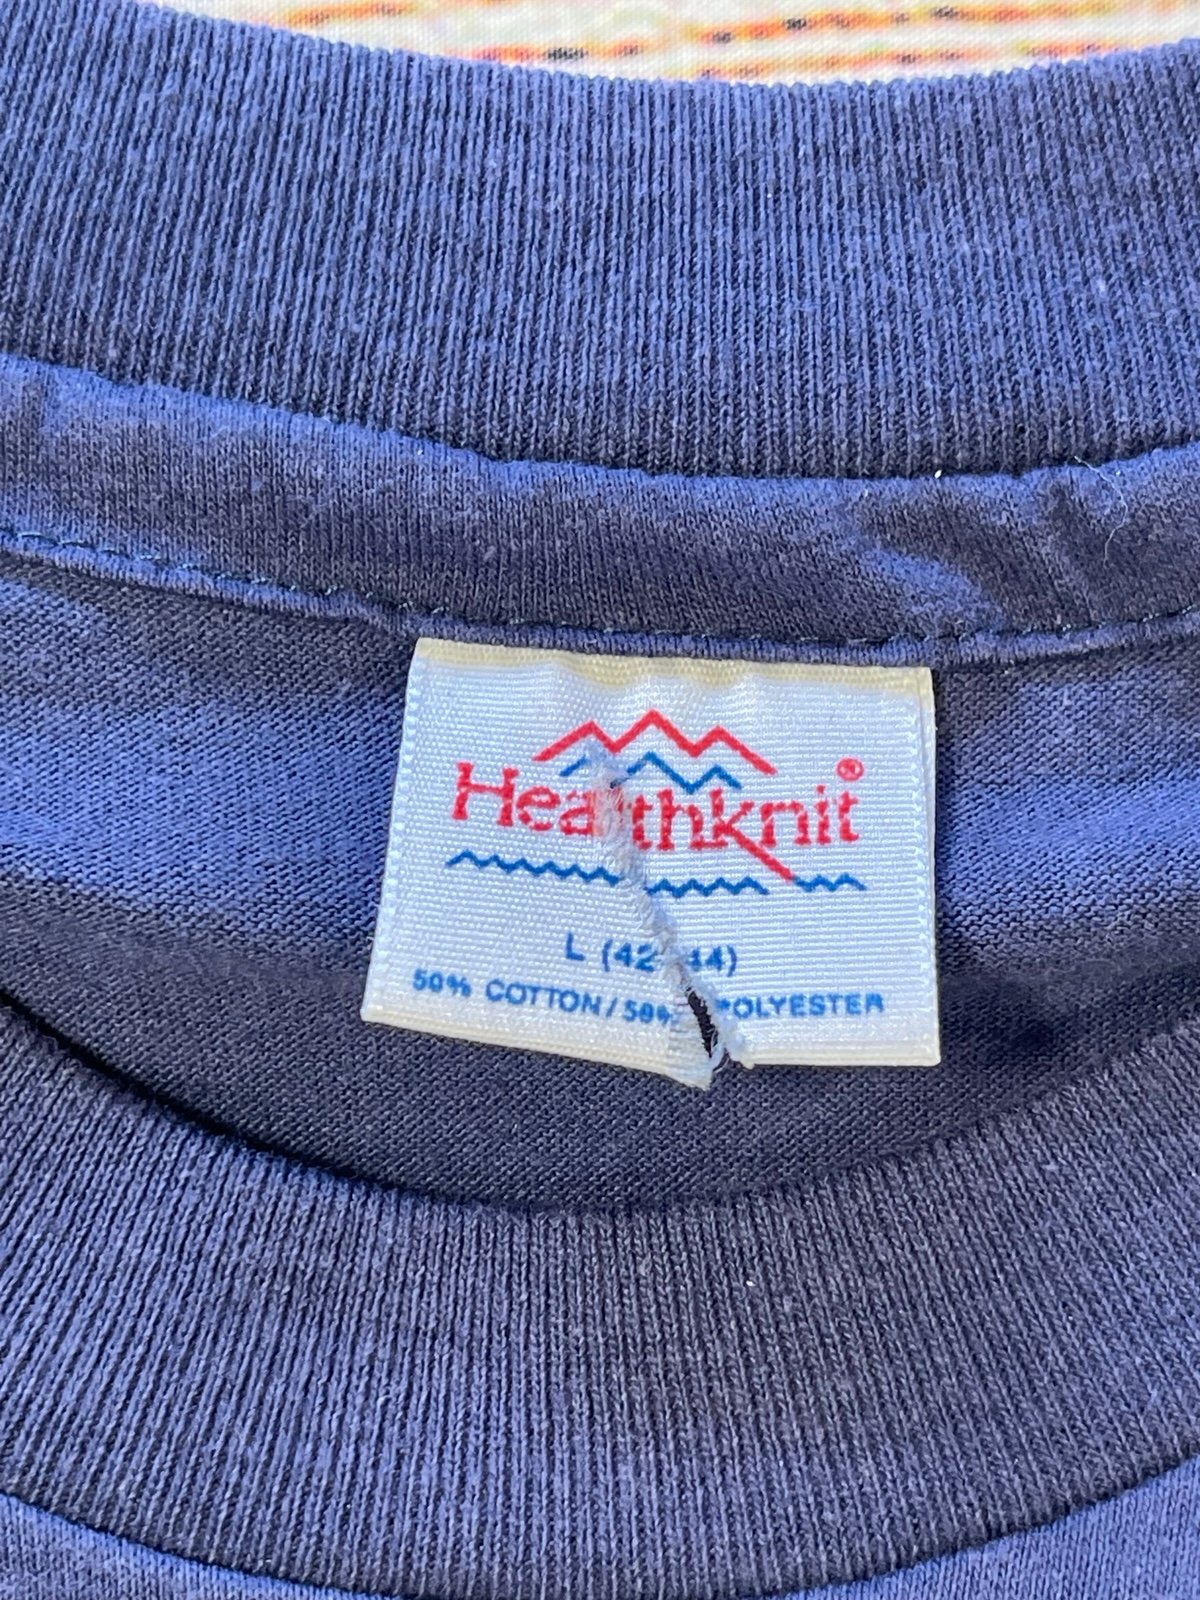 Healthknit®
L (42-44)
50% COTTON/50% POLYESTER